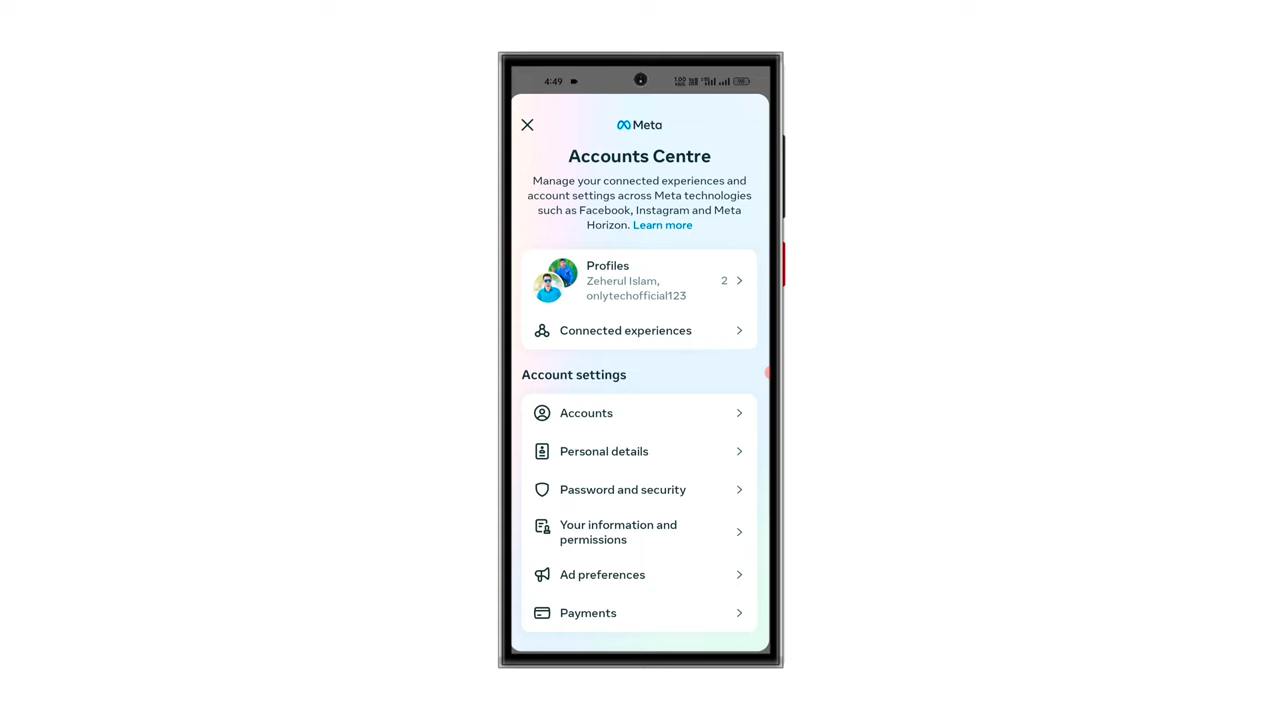 4:49
Meta
Accounts Centre
Manage your connected experiences and
account settings across Meta technologies
such as Facebook, Instagram and Meta
Horizon. Learn more
Profiles
Zeherul Islam,
onlytechofficial123
2
Connected experiences
Account settings
Accounts
Personal details
Password and security
Your information and
permissions
Ad preferences
Payments